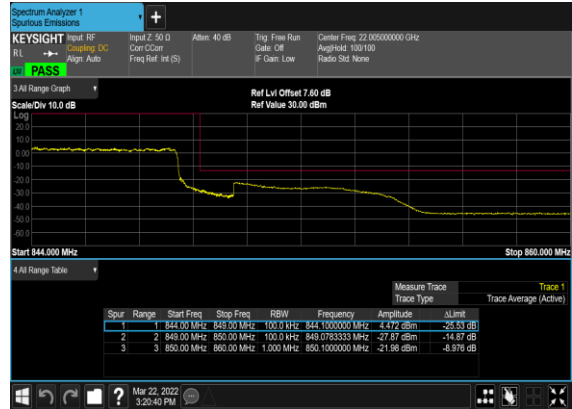 Spectrum Analyzer 1
Spurious Emissions
KEYSIGHT Input: RF Input Z: 50 Ω Atten: 40 dB Trig: Free Run Center Freq: 22.005000000 GHz
RL Coupling: DC Corr CCorr Gate: Off Avg|Hold: 100/100
Align: Auto Freq Ref: Int (S) IF Gain: Low Radio Std: None
PASS
3 All Range Graph
Ref Lvl Offset 7.60 dB
Scale/Div 10.0 dB Ref Value 30.00 dBm
Log
20.0
10.0
0.00
-10.0
-20.0
-30.0
-40.0
-50.0
-60.0
Start 844.000 MHz Stop 860.000 MHz
4 All Range Table
Measure Trace Trace 1
Trace Type Trace Average (Active)
Spur Range Start Freq Stop Freq RBW Frequency Amplitude ΔLimit
1 1 844.00 MHz 849.00 MHz 100.0 kHz 844.1000000 MHz 4.472 dBm -25.53 dB
2 2 849.00 MHz 850.00 MHz 100.0 kHz 849.0783333 MHz -27.87 dBm -14.87 dB
3 3 850.00 MHz 860.00 MHz 1.000 MHz 850.1000000 MHz -21.98 dBm -8.976 dB
? Mar 22, 2022
3:20:40 PM